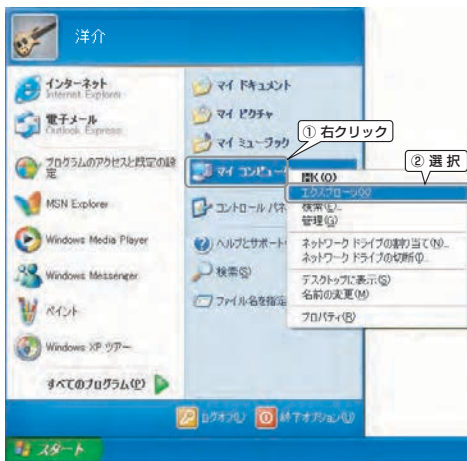 洋介
インターネット
Internet Explorer
電子メール
Outlook Express
プログラムのアクセスと既定の設
定
MSN Explorer
Windows Media Player
Windows Messenger
ペイント
Windows XP ツアー
すべてのプログラム(P)
マイ ドキュメント
マイ ピクチャ
マイ ミュージック
① 右クリック
マイ コンピュー
② 選択
開く(O)
エクスプローラ(X)
検索(E)...
管理(G)
ネットワーク ドライブの割り当て(N)...
ネットワーク ドライブの切断(I)...
デスクトップに表示(S)
名前の変更(M)
プロパティ(R)
コントロール パネ
ヘルプとサポート
検索(S)
ファイル名を指定
ログオフ(L)
終了オプション(U)
スタート